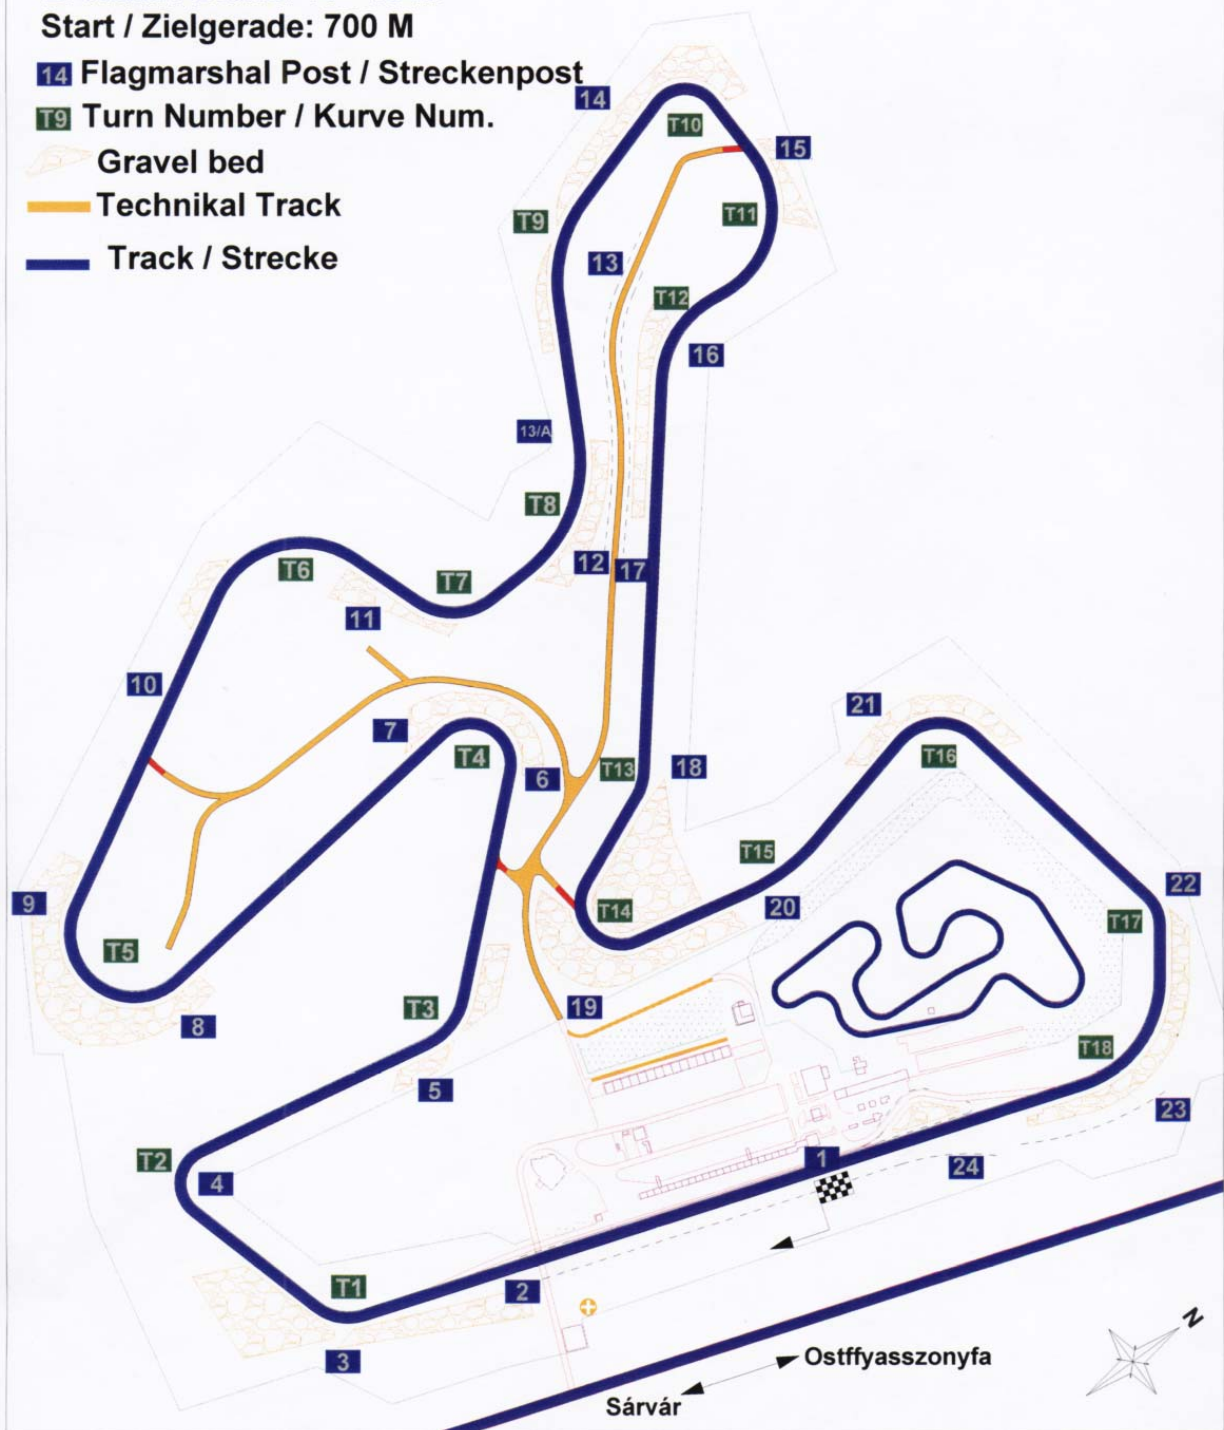 Start / Zielgerade: 700 M
14 Flagmarshal Post / Streckenpost
T9 Turn Number / Kurve Num.
Gravel bed
Technikal Track
Track / Strecke
14
T10
15
T9
T11
13
T12
16
13/A
T8
12
17
T6
T7
11
10
21
7
T4
T13
18
T16
6
T15
9
22
T14
20
T17
T5
T3
19
8
T18
5
23
T2
1
24
4
T1
2
N
3
Ostffyasszonyfa
Sárvár